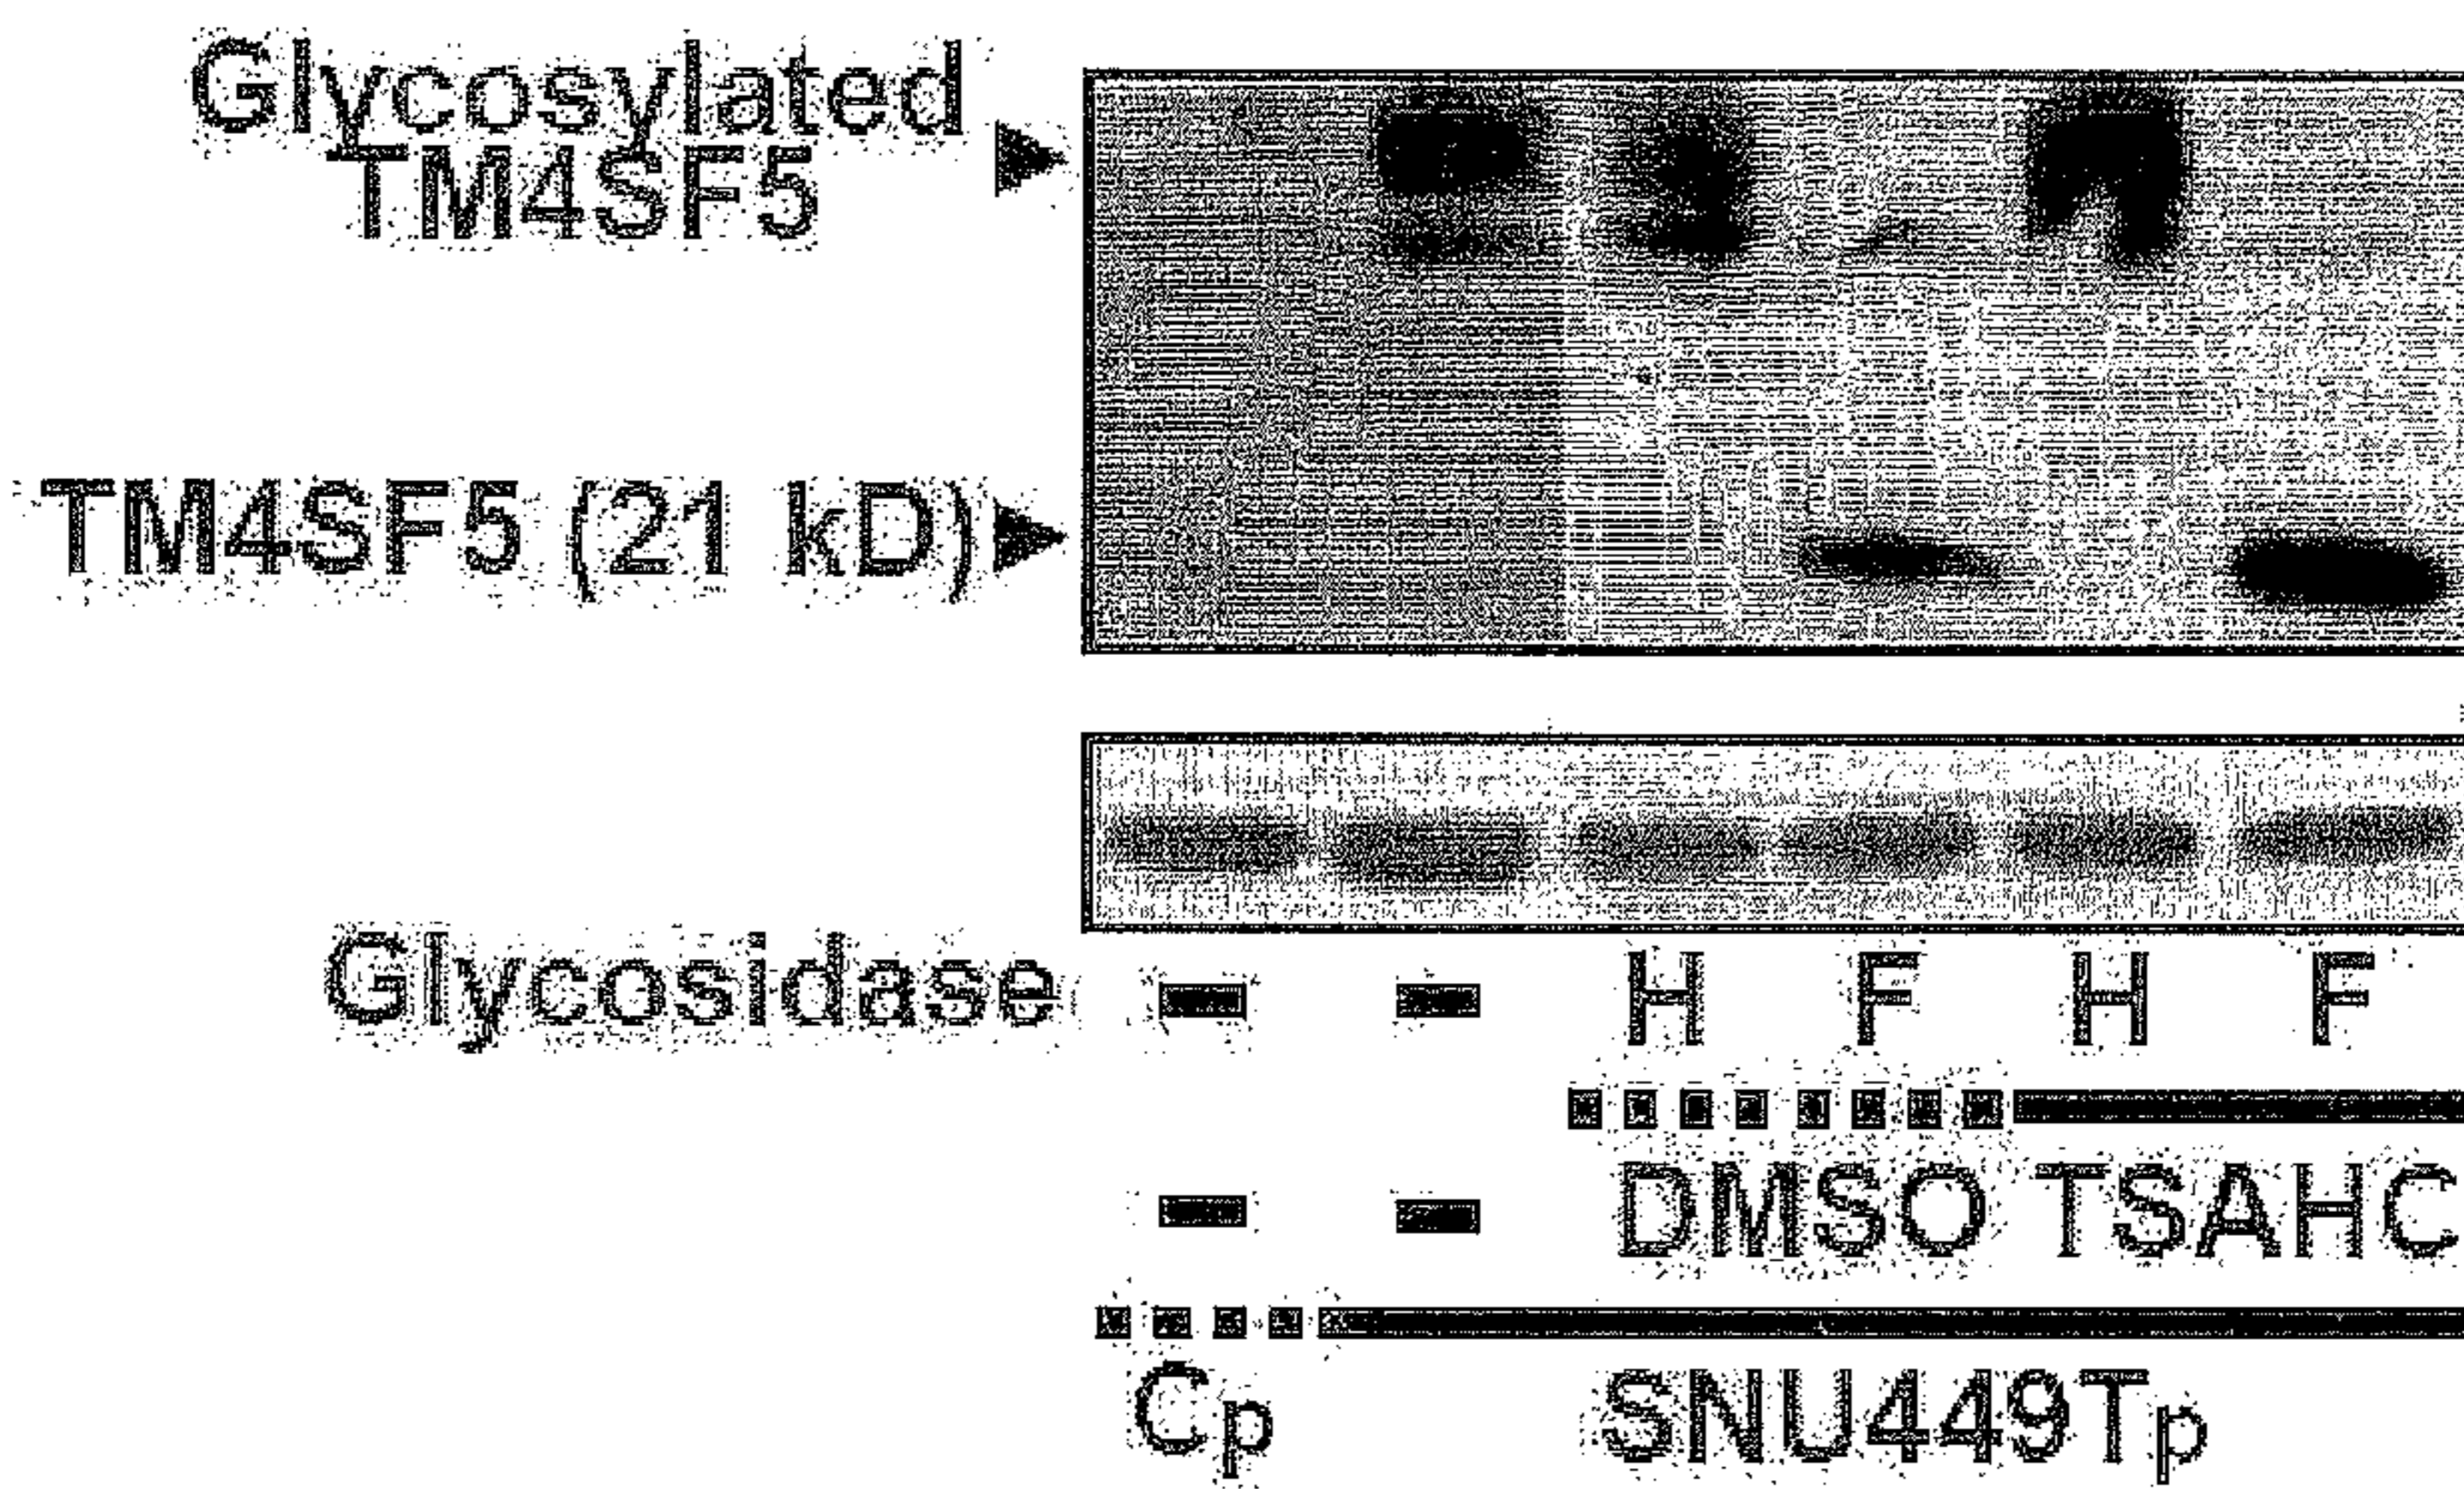 Glycosylated
TM4SF5
TM4SF5 (21 kD)
Glycosidase - - H F H F
- - DMSO TSAHC
Cp SNU449Tp